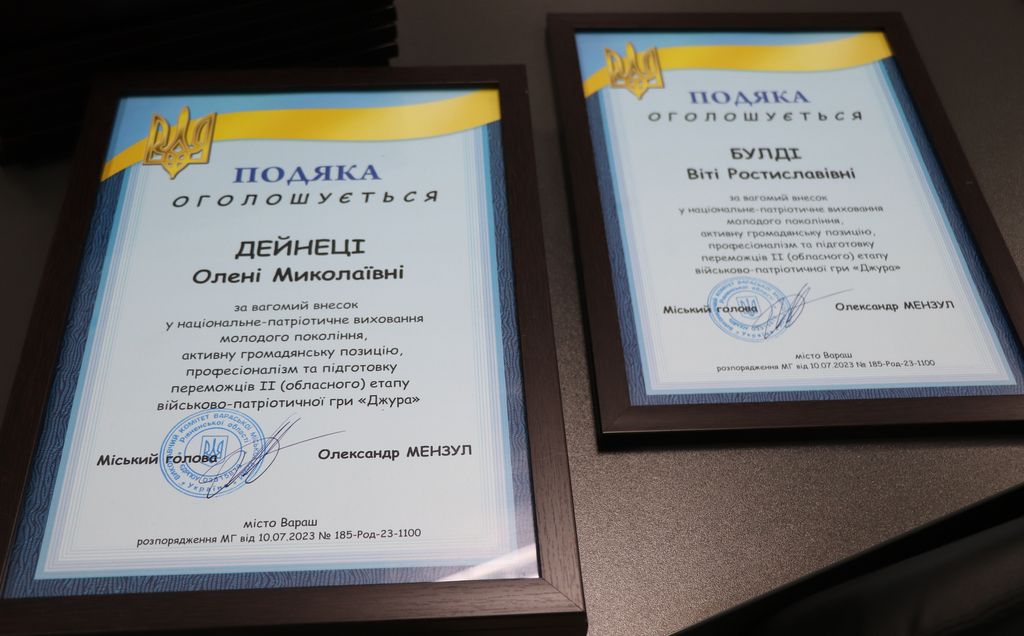 ПОДЯКА
ОГОЛОШУЄТЬСЯ
ДЕЙНЕЦІ
Олені Миколаївні
за вагомий внесок
у національне-патріотичне виховання
молодого покоління,
активну громадянську позицію,
професіоналізм та підготовку
переможців ІІ (обласного) етапу
військово-патріотичної гри «Джура»
Міський голова Олександр МЕНЗУЛ
місто Вараш
розпорядження МГ від 10.07.2023 № 185-Род-23-1100
ПОДЯКА
ОГОЛОШУЄТЬСЯ
БУЛДІ
Віті Ростиславівні
за вагомий внесок
у національне-патріотичне виховання
молодого покоління,
активну громадянську позицію,
професіоналізм та підготовку
переможців ІІ (обласного) етапу
військово-патріотичної гри «Джура»
Міський голова Олександр МЕНЗУЛ
місто Вараш
розпорядження МГ від 10.07.2023 № 185-Род-23-1100